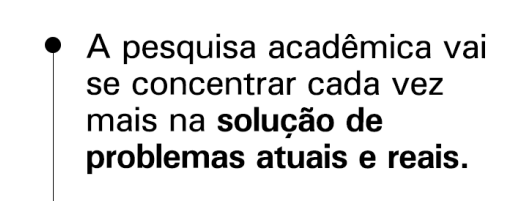 A pesquisa acadêmica vai
se concentrar cada vez
mais na solução de
problemas atuais e reais.